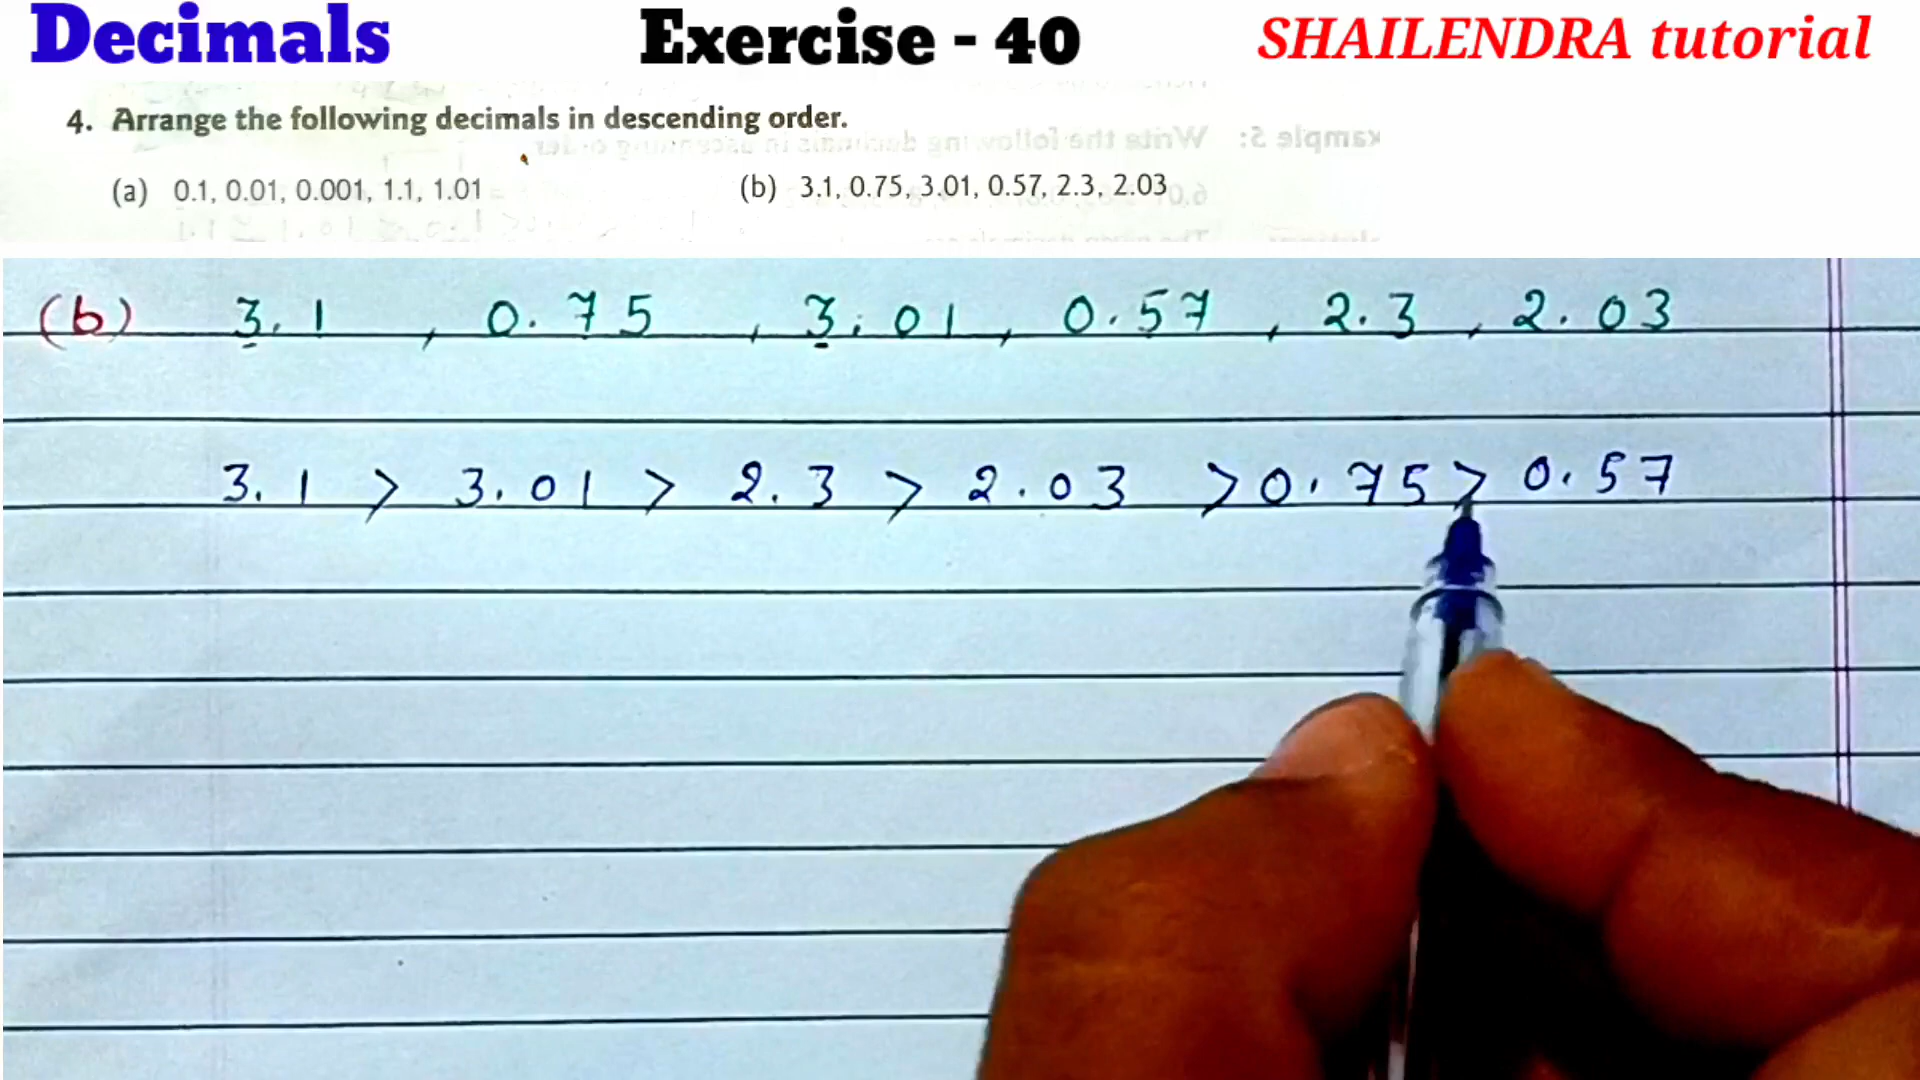 Decimals Exercise - 40 SHAILENDRA tutorial
4. Arrange the following decimals in descending order.
(a) 0.1, 0.01, 0.001, 1.1, 1.01 (b) 3.1, 0.75, 3.01, 0.57, 2.3, 2.03
(b) 3.1 , 0.75 , 3.01 , 0.57 , 2.3 , 2.03
3.1 > 3.01 > 2.3 > 2.03 > 0.75 > 0.57